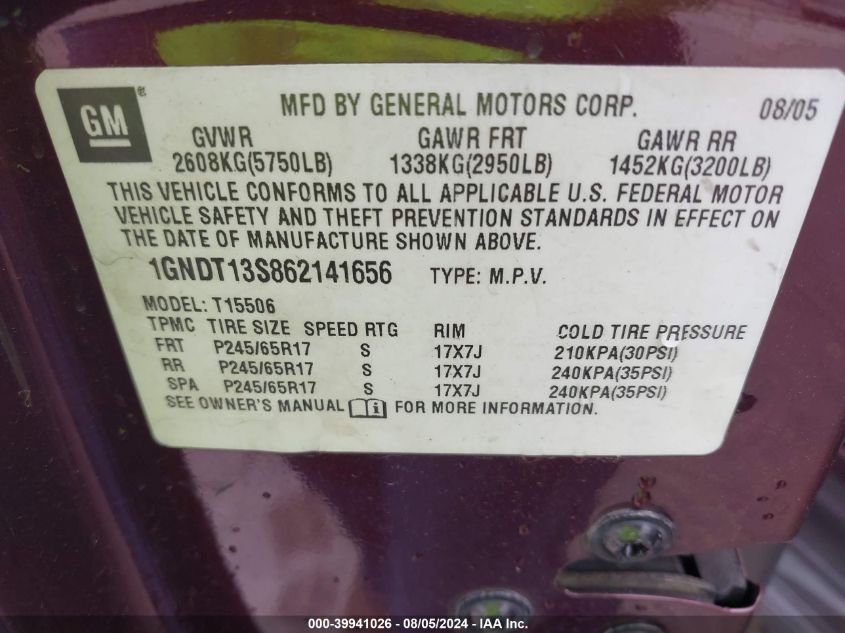 GM® MFD BY GENERAL MOTORS CORP. 08/05
GVWR GAWR FRT GAWR RR
2608KG(5750LB) 1338KG(2950LB) 1452KG(3200LB)
THIS VEHICLE CONFORMS TO ALL APPLICABLE U.S. FEDERAL MOTOR
VEHICLE SAFETY AND THEFT PREVENTION STANDARDS IN EFFECT ON
THE DATE OF MANUFACTURE SHOWN ABOVE.
1GNDT13S862141656 TYPE: M.P.V.
MODEL: T15506
TPMC TIRE SIZE SPEED RTG RIM COLD TIRE PRESSURE
FRT P245/65R17 S 17X7J 210KPA(30PSI)
RR P245/65R17 S 17X7J 240KPA(35PSI)
SPA P245/65R17 S 17X7J 240KPA(35PSI)
SEE OWNER'S MANUAL i FOR MORE INFORMATION.
000-39941026 - 08/05/2024 - IAA Inc.